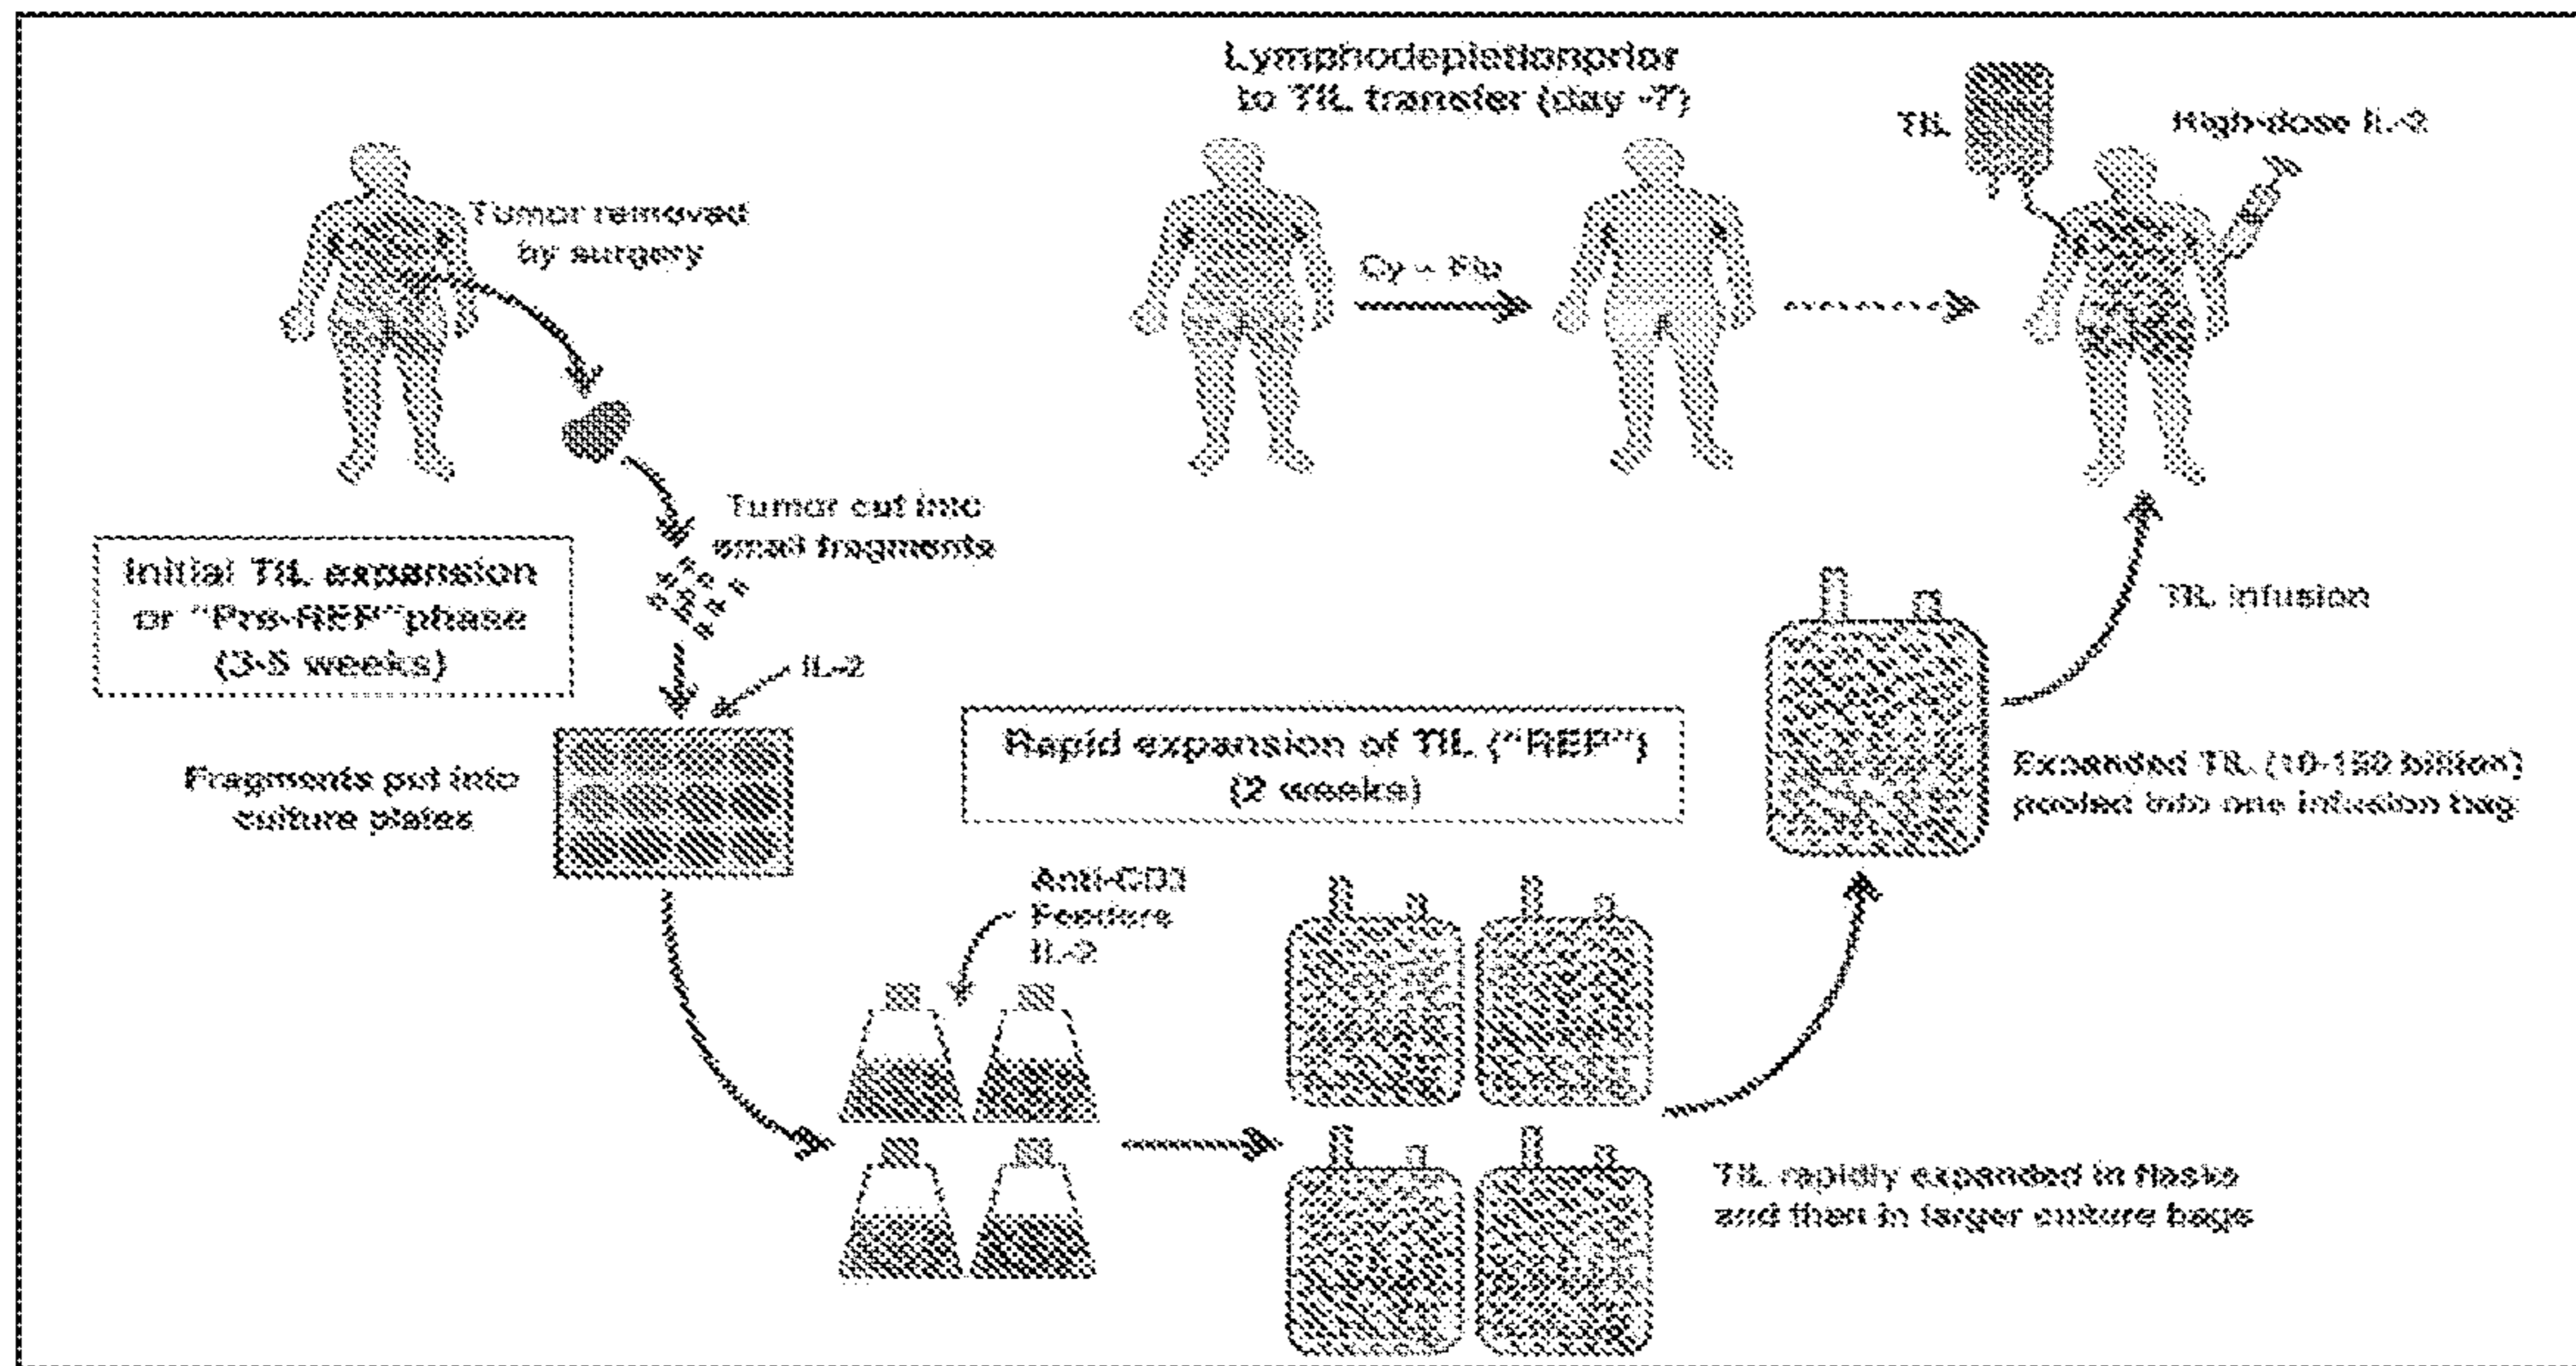 Lymphodepletionprior
to TIL transfer (day -7)
TIL
High-dose IL-2
Tumor removed
by surgery
Cy – Flu
Tumor cut into
small fragments
Initial TIL expansion
or "Pre-REP" phase
(3-5 weeks)
IL-2
Fragments put into
culture plates
Rapid expansion of TIL ("REP")
(2 weeks)
TIL infusion
Expanded TIL (10-150 billion)
pooled into one infusion bag
Anti-CD3
Feeders
IL-2
TIL rapidly expanded in flasks
and then in larger culture bags